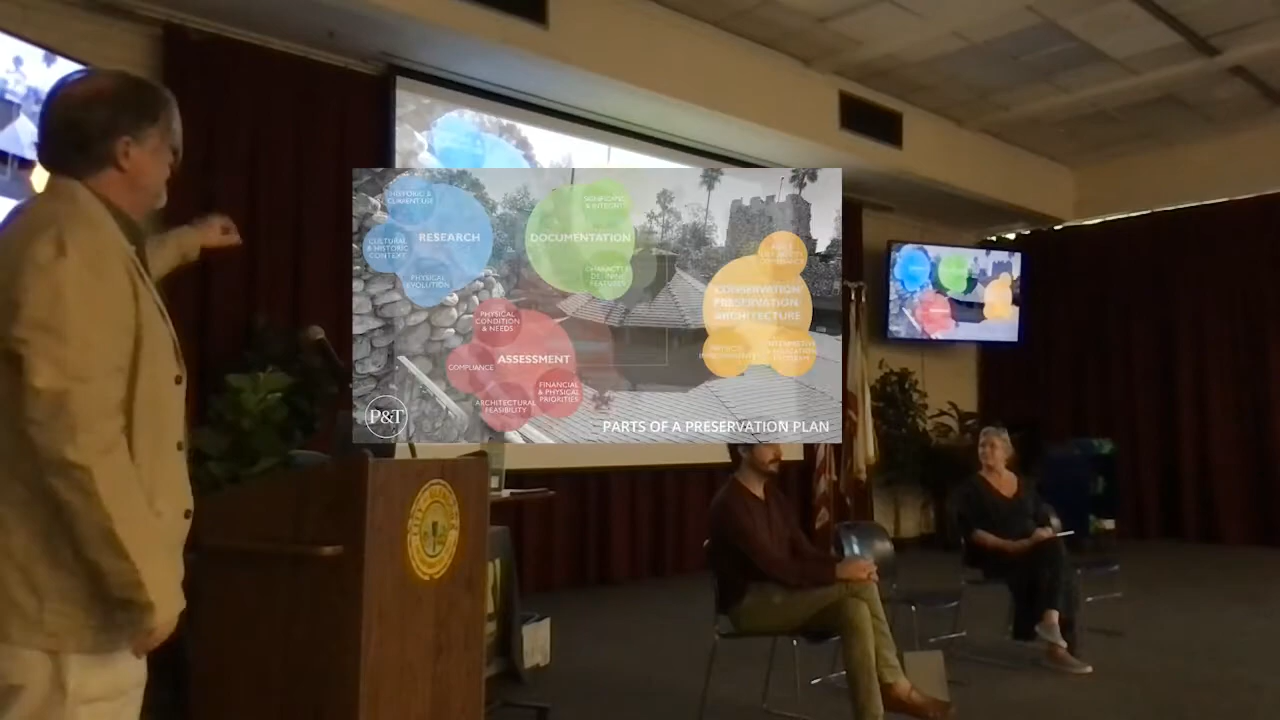 HISTORIC &
CURRENT USE
CULTURAL
& HISTORIC
CONTEXT
RESEARCH
PHYSICAL
EVOLUTION
& INTEGRITY
DOCUMENTATION
CHARACTER
DEFINING
FEATURES
CONSERVATION/
PRESERVATION/
ARCHITECTURE
PHYSICAL
CONDITION
& NEEDS
COMPLIANCE
ASSESSMENT
ARCHITECTURAL
FEASIBILITY
FINANCIAL
& PHYSICAL
PRIORITIES
P&T
PARTS OF A PRESERVATION PLAN